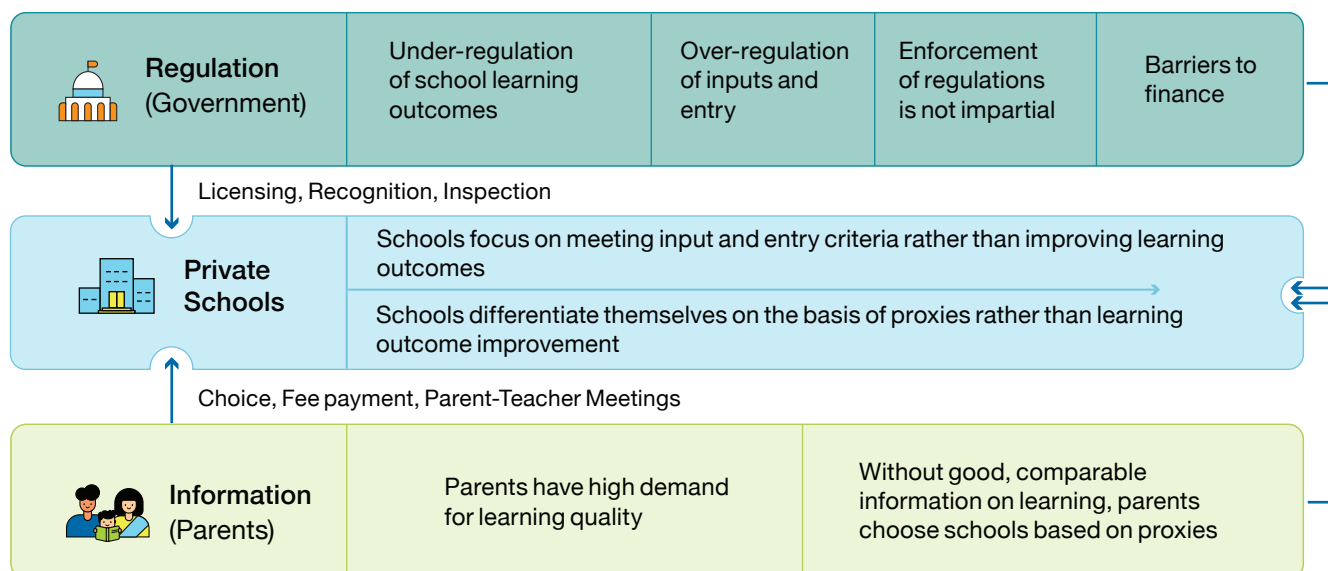 Regulation
(Government)
Under-regulation
of school learning
outcomes
Over-regulation
of inputs and
entry
Enforcement
of regulations
is not impartial
Barriers to
finance
Licensing, Recognition, Inspection
Private
Schools
Schools focus on meeting input and entry criteria rather than improving learning
outcomes
Schools differentiate themselves on the basis of proxies rather than learning
outcome improvement
Choice, Fee payment, Parent-Teacher Meetings
Information
(Parents)
Parents have high demand
for learning quality
Without good, comparable
information on learning, parents
choose schools based on proxies